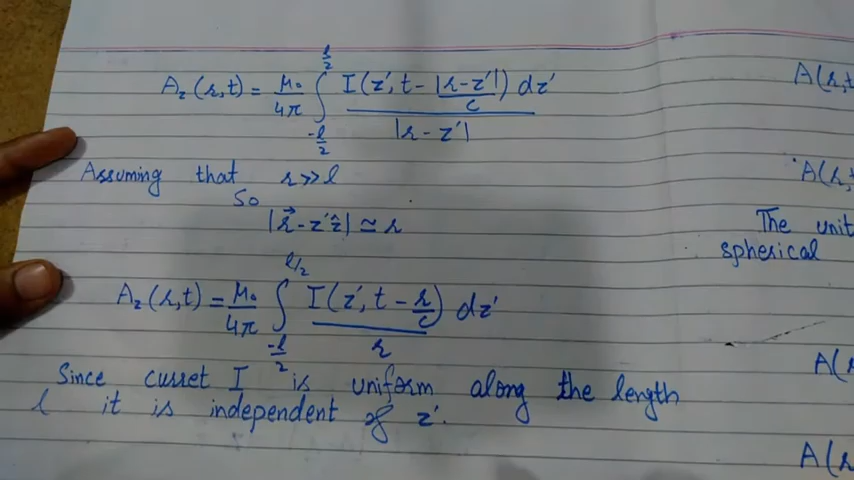 A_z (r,t) = μ₀/4π ∫_{-l/2}^{l/2} I(z', t - |r-z'|/c) dz' / |r - z'|
Assuming that r >> l
So
|r⃗ - z'ẑ| ≃ r
A_z (r,t) = μ₀/4π ∫_{-l/2}^{l/2} I(z', t - r/c) / r dz'
Since curret I is uniform along the length
l it is independent of z'.
A(r,t
A(r,
The unit
spherical
A(r
A(r